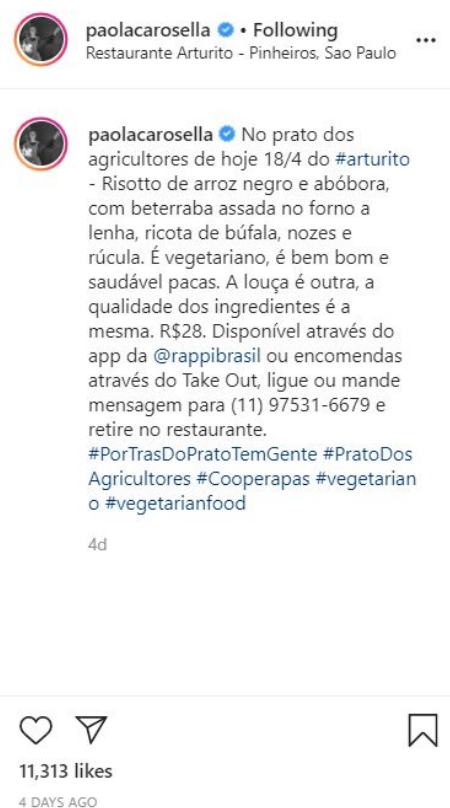 paolacarosella • Following
Restaurante Arturito - Pinheiros, Sao Paulo
paolacarosella No prato dos
agricultores de hoje 18/4 do #arturito
- Risotto de arroz negro e abóbora,
com beterraba assada no forno a
lenha, ricota de búfala, nozes e
rúcula. É vegetariano, é bem bom e
saudável pacas. A louça é outra, a
qualidade dos ingredientes é a
mesma. R$28. Disponível através do
app da @rappibrasil ou encomendas
através do Take Out, ligue ou mande
mensagem para (11) 97531-6679 e
retire no restaurante.
#PorTrasDoPratoTemGente #PratoDos
Agricultores #Cooperapas #vegetarian
o #vegetarianfood
4d
11,313 likes
4 DAYS AGO